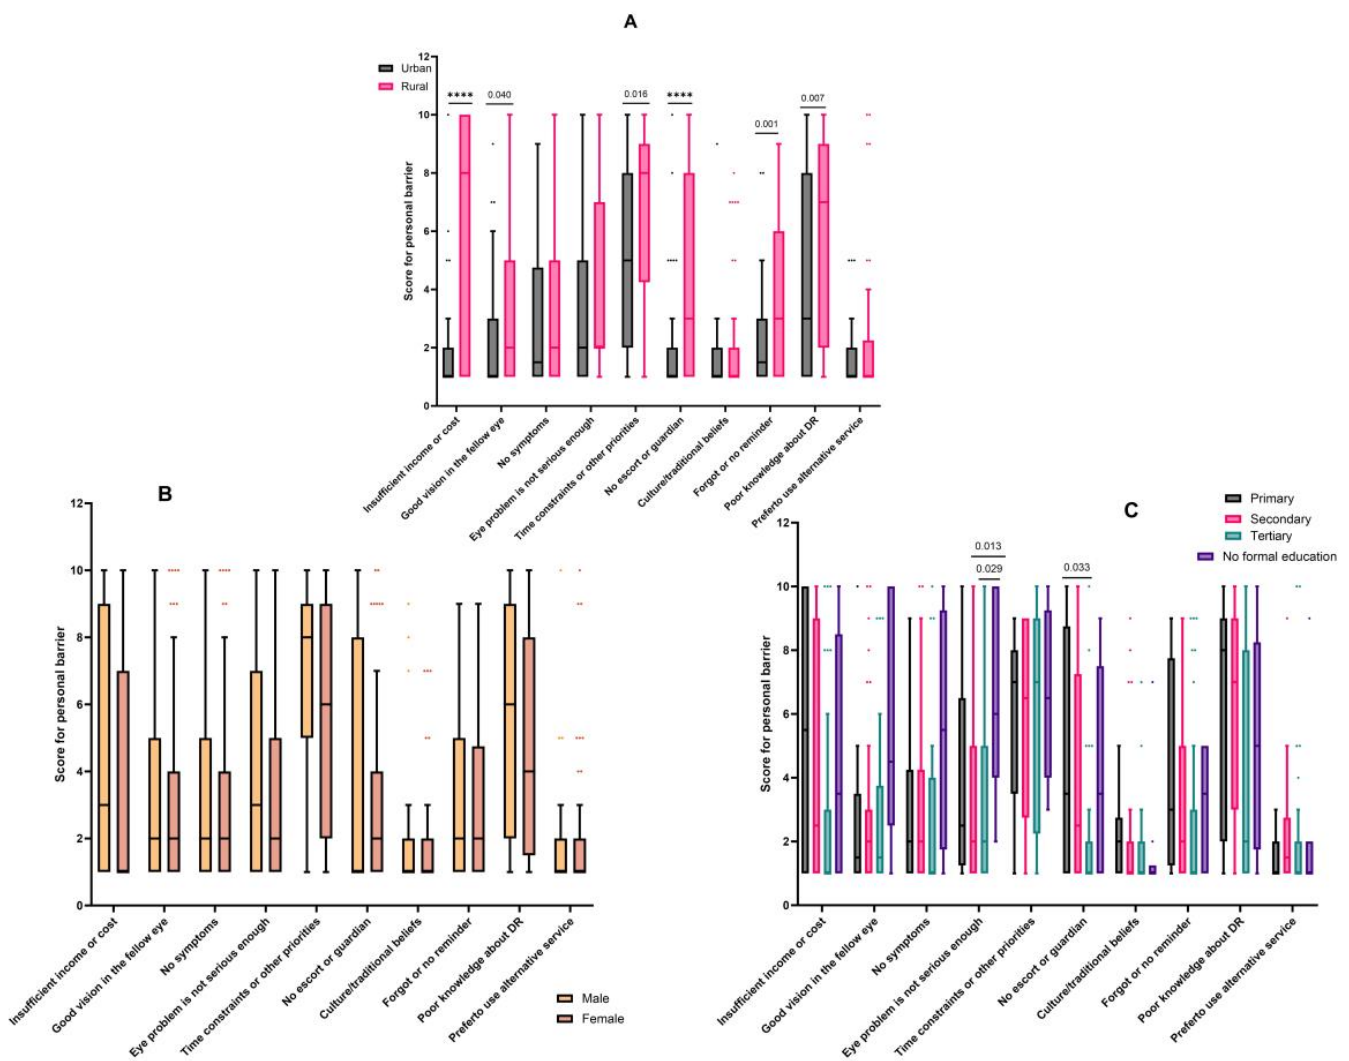 A
Urban
Rural
Score for personal barrier
12
10
8
6
4
2
0
****
0.040
0.016
****
0.001
0.007
Insufficient income or cost
Good vision in the fellow eye
No symptoms
Eye problem is not serious enough
Time constraints or other priorities
No escort or guardian
Culture/traditional beliefs
Forgot or no reminder
Poor knowledge about DR
Preferto use alternative service
B
Score for personal barrier
12
10
8
6
4
2
0
Insufficient income or cost
Good vision in the fellow eye
No symptoms
Eye problem is not serious enough
Time constraints or other priorities
No escort or guardian
Culture/traditional beliefs
Forgot or no reminder
Poor knowledge about DR
Preferto use alternative service
Male
Female
C
Primary
Secondary
Tertiary
No formal education
Score for personal barrier
12
10
8
6
4
2
0
0.013
0.029
0.033
Insufficient income or cost
Good vision in the fellow eye
No symptoms
Eye problem is not serious enough
Time constraints or other priorities
No escort or guardian
Culture/traditional beliefs
Forgot or no reminder
Poor knowledge about DR
Preferto use alternative service